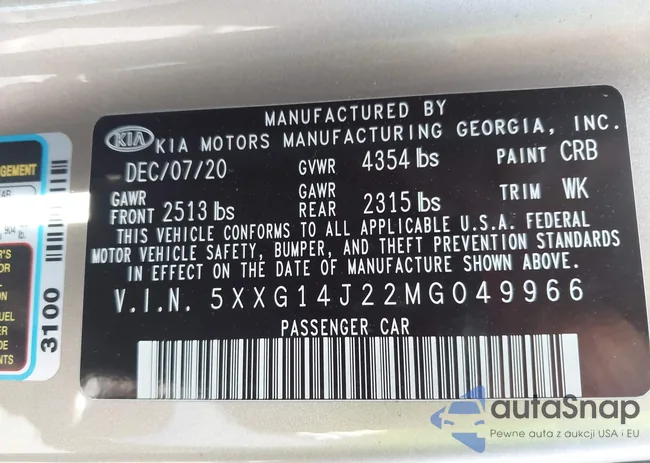 MANUFACTURED BY
KIA KIA MOTORS MANUFACTURING GEORGIA, INC.
DEC/07/20 GVWR 4354 lbs PAINT CRB
GAWR FRONT 2513 lbs GAWR REAR 2315 lbs TRIM WK
THIS VEHICLE CONFORMS TO ALL APPLICABLE U.S.A. FEDERAL
MOTOR VEHICLE SAFETY, BUMPER, AND THEFT PREVENTION STANDARDS
IN EFFECT ON THE DATE OF MANUFACTURE SHOWN ABOVE.
V.I.N. 5XXG14J22MG049966
PASSENGER CAR
3100
autaSnap
Pewne auta z aukcji USA i EU